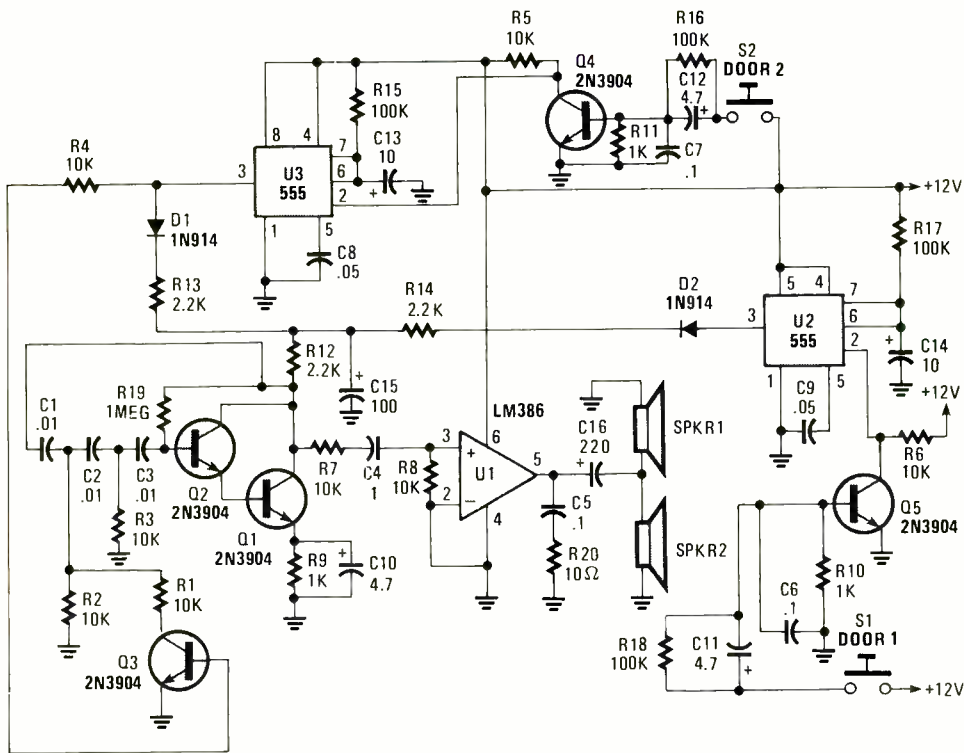 R5
10K
Q4
2N3904
R16
100K
C12
4.7
+
S2
DOOR 2
R15
100K
8
4
C13
10
+
R11
1K
C7
.1
R4
10K
3
U3
555
7
6
2
1
5
C8
.05
D1
1N914
R13
2.2K
+12V
R17
100K
R14
2.2K
D2
1N914
3
5
4
U2
555
7
6
2
1
5
C9
.05
+
C14
10
+12V
R12
2.2K
+
C15
100
R19
1MEG
C1
.01
C2
.01
C3
.01
Q2
2N3904
R3
10K
Q1
2N3904
R7
10K
C4
1
R8
10K
LM386
3
+
2
–
U1
6
5
4
C16
220
+
SPKR1
SPKR2
C5
.1
R20
10Ω
R6
10K
Q5
2N3904
R9
1K
+
C10
4.7
R2
10K
R1
10K
Q3
2N3904
R10
1K
C6
.1
R18
100K
C11
4.7
+
S1
DOOR 1
+12V